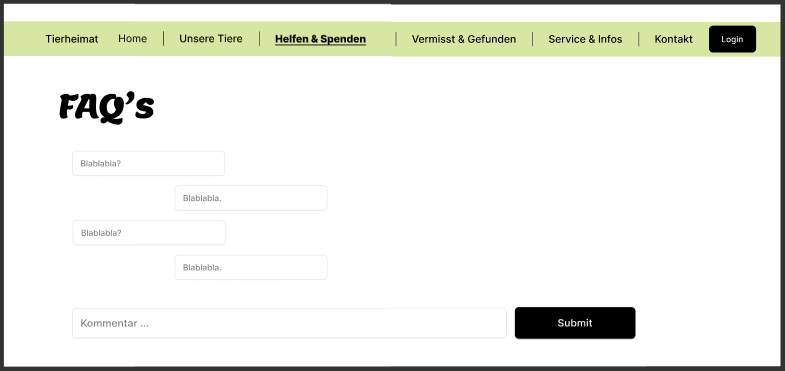 Tierheimat Home Unsere Tiere Helfen & Spenden Vermisst & Gefunden Service & Infos Kontakt Login
FAQ's
Blablabla?
Blablabla.
Blablabla?
Blablabla.
Kommentar ... Submit